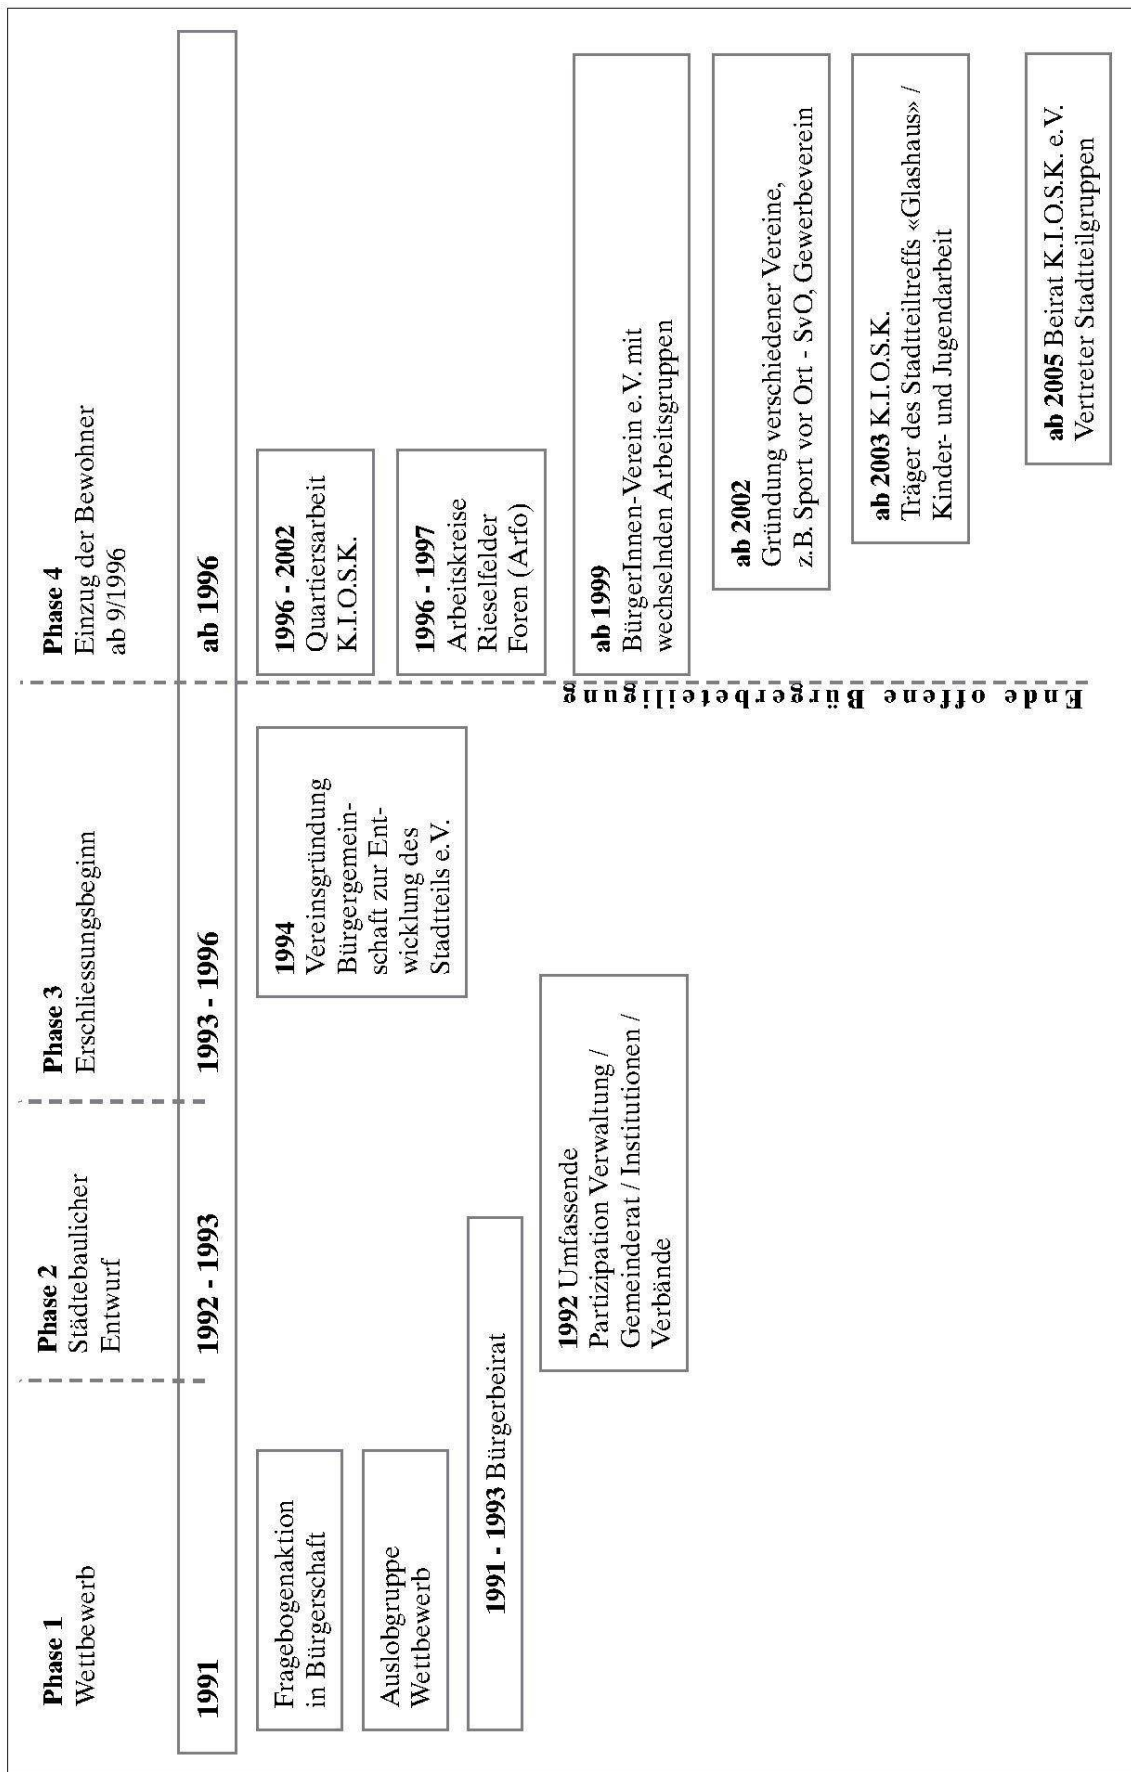 Phase 1
Wettbewerb
Phase 2
Städtebaulicher
Entwurf
Phase 3
Erschliessungsbeginn
Phase 4
Einzug der Bewohner
ab 9/1996
1991
1992 - 1993
1993 - 1996
ab 1996
Fragebogenaktion
in Bürgerschaft
Auslobgruppe
Wettbewerb
1991 - 1993 Bürgerbeirat
1992 Umfassende
Partizipation Verwaltung /
Gemeinderat / Institutionen /
Verbände
1994
Vereinsgründung
Bürgergemein-
schaft zur Ent-
wicklung des
Stadtteils e.V.
Ende offene Bürgerbeteiligung
1996 - 2002
Quartiersarbeit
K.I.O.S.K.
1996 - 1997
Arbeitskreise
Rieselfelder
Foren (Arfo)
ab 1999
BürgerInnen-Verein e.V. mit
wechselnden Arbeitsgruppen
ab 2002
Gründung verschiedener Vereine,
z.B. Sport vor Ort - SvO, Gewerbeverein
ab 2003 K.I.O.S.K.
Träger des Stadtteiltreffs «Glashaus» /
Kinder- und Jugendarbeit
ab 2005 Beirat K.I.O.S.K. e.V.
Vertreter Stadtteilgruppen